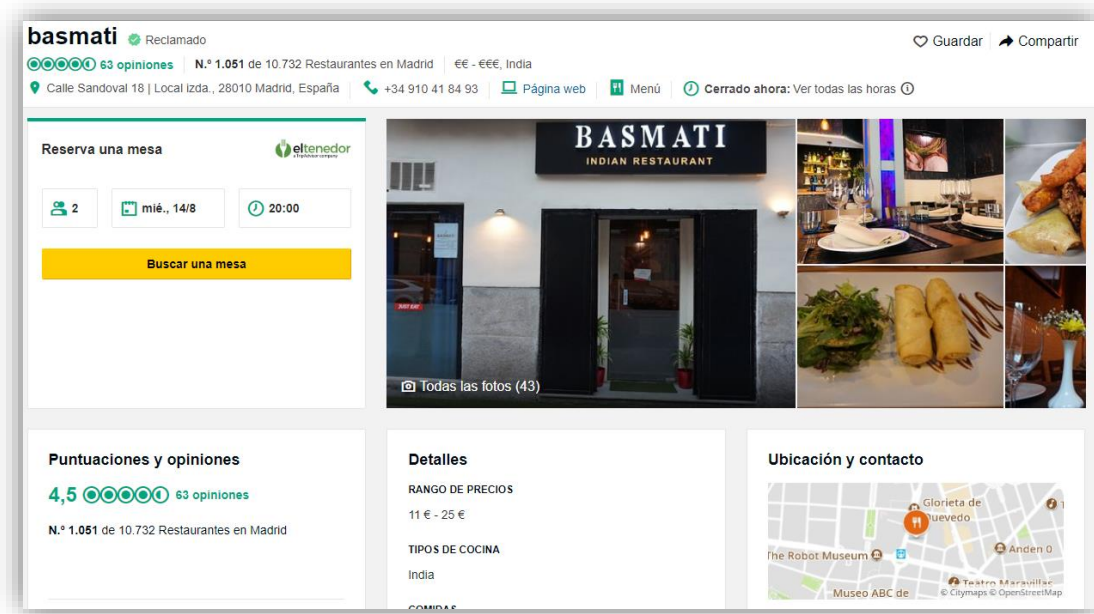 basmati Reclamado
Guardar Compartir
63 opiniones N.º 1.051 de 10.732 Restaurantes en Madrid €€ - €€€, India
Calle Sandoval 18 | Local izda., 28010 Madrid, España +34 910 41 84 93 Página web Menú Cerrado ahora: Ver todas las horas
Reserva una mesa
eltenedor
2 mié., 14/8 20:00
Buscar una mesa
BASMATI
INDIAN RESTAURANT
JUST EAT
Todas las fotos (43)
Puntuaciones y opiniones
4,5 63 opiniones
N.º 1.051 de 10.732 Restaurantes en Madrid
Detalles
RANGO DE PRECIOS
11 € - 25 €
TIPOS DE COCINA
India
COMIDAS
Ubicación y contacto
Glorieta de
Quevedo
The Robot Museum
Anden 0
Teatro Maravillas
Museo ABC de
© Citymaps © OpenStreetMap